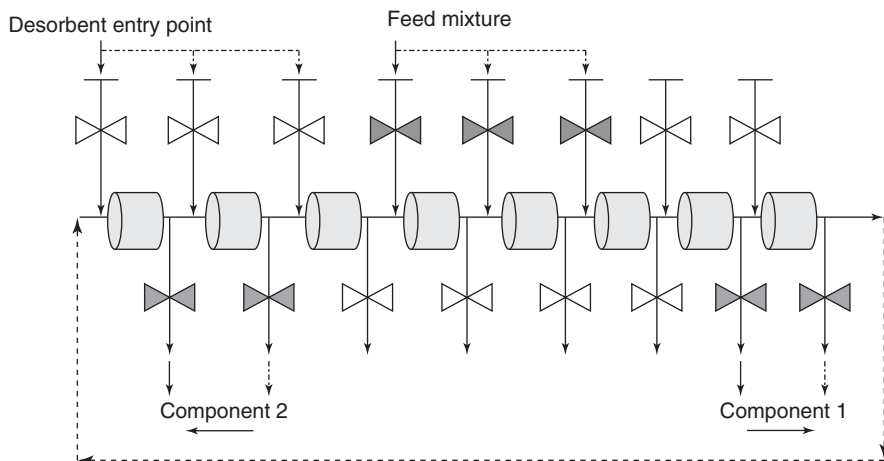 Desorbent entry point
Feed mixture
Component 2
Component 1